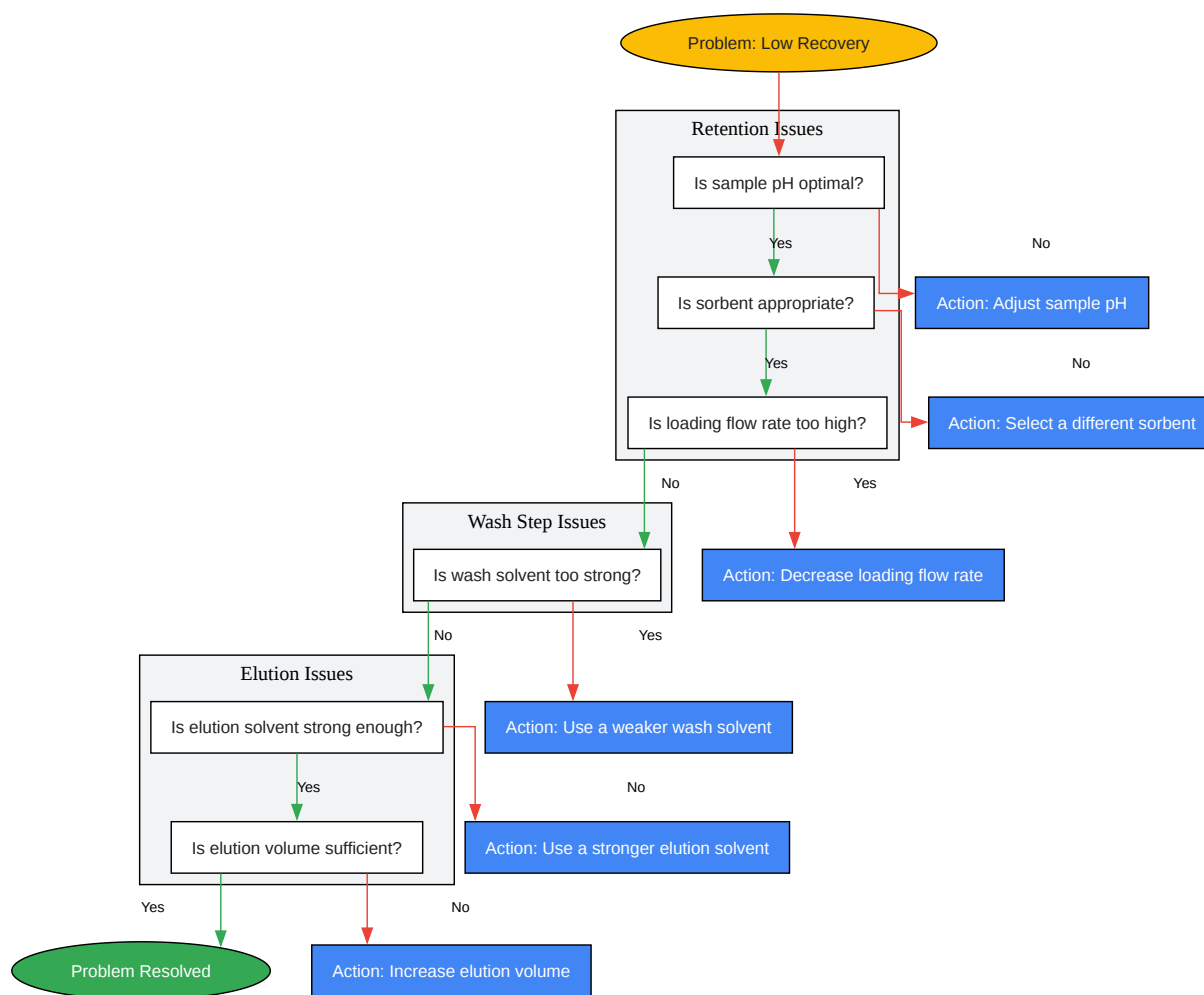 Problem: Low Recovery
Retention Issues
Is sample pH optimal?
Yes
No
Is sorbent appropriate?
Action: Adjust sample pH
Yes
No
Is loading flow rate too high?
Action: Select a different sorbent
No
Yes
Wash Step Issues
Is wash solvent too strong?
Action: Decrease loading flow rate
No
Yes
Elution Issues
Is elution solvent strong enough?
Action: Use a weaker wash solvent
Yes
No
Is elution volume sufficient?
Action: Use a stronger elution solvent
Yes
No
Problem Resolved
Action: Increase elution volume